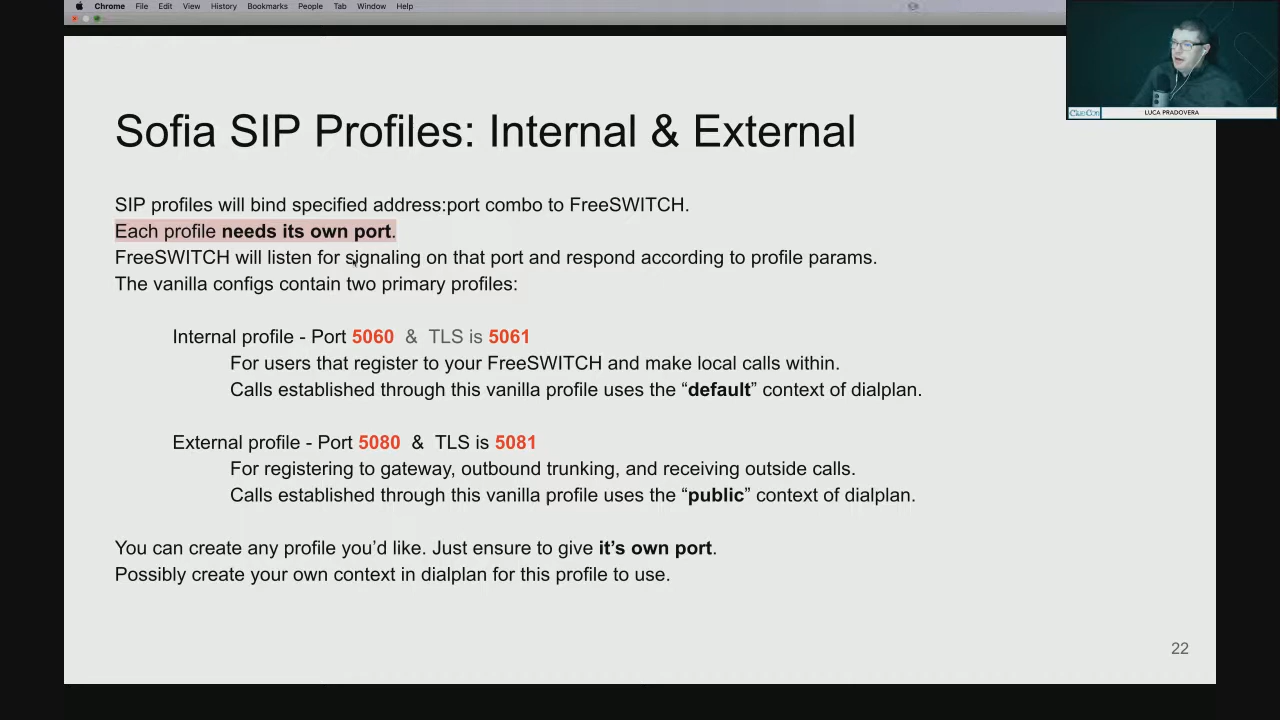 Chrome File Edit View History Bookmarks People Tab Window Help
LUCA PRADOVERA
Sofia SIP Profiles: Internal & External
SIP profiles will bind specified address:port combo to FreeSWITCH.
Each profile needs its own port.
FreeSWITCH will listen for signaling on that port and respond according to profile params.
The vanilla configs contain two primary profiles:
Internal profile - Port 5060 & TLS is 5061
For users that register to your FreeSWITCH and make local calls within.
Calls established through this vanilla profile uses the “default” context of dialplan.
External profile - Port 5080 & TLS is 5081
For registering to gateway, outbound trunking, and receiving outside calls.
Calls established through this vanilla profile uses the “public” context of dialplan.
You can create any profile you’d like. Just ensure to give it’s own port.
Possibly create your own context in dialplan for this profile to use.
22